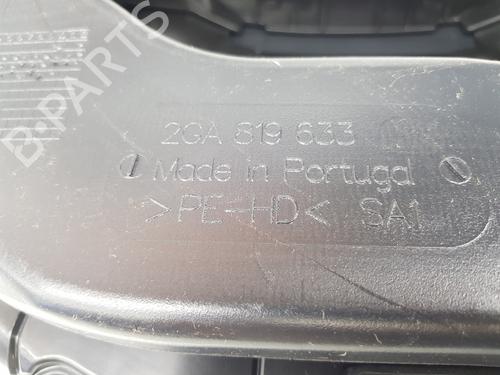 B-PARTS
2GA 819 633
Made in Portugal
>PE-HD< SA1